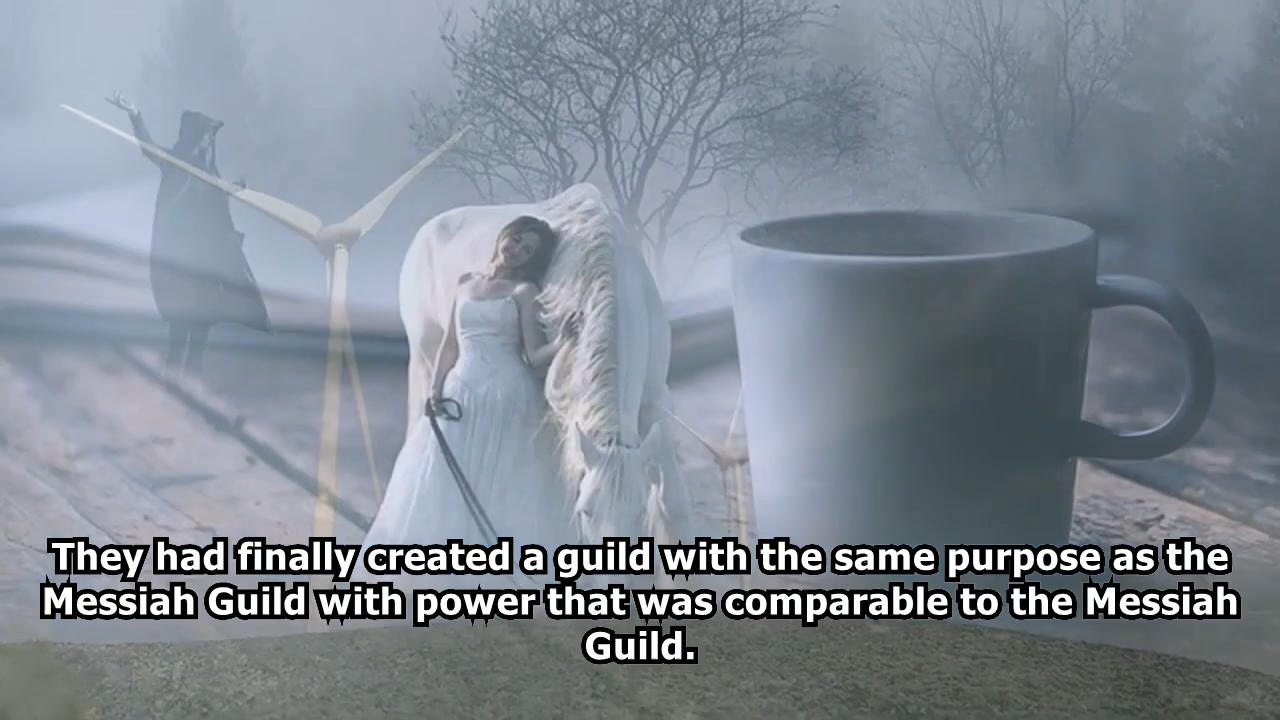 They had finally created a guild with the same purpose as the
Messiah Guild with power that was comparable to the Messiah
Guild.